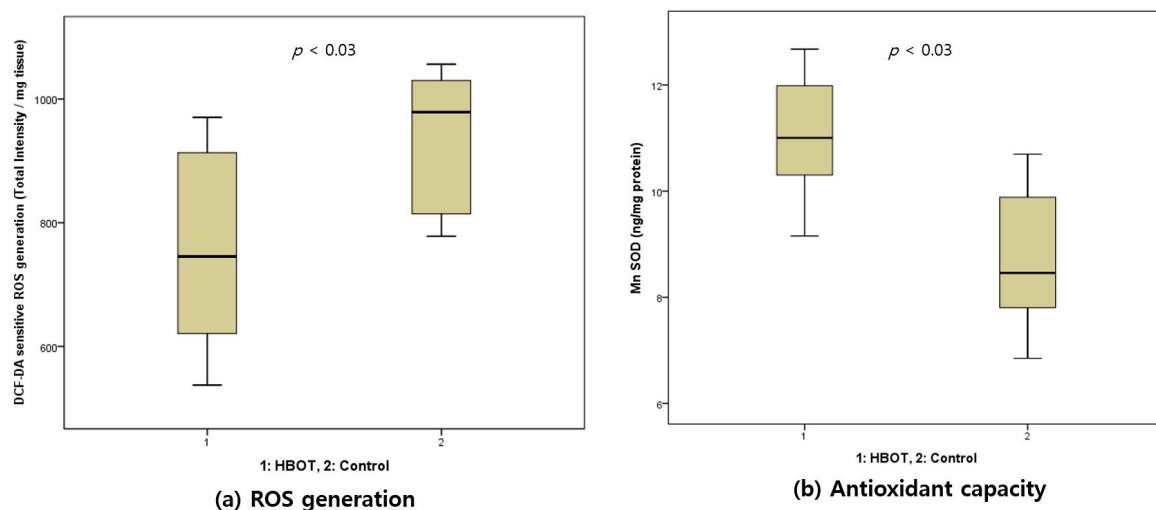 p < 0.03
DCF-DA sensitive ROS generation (Total Intensity / mg tissue)
1000
800
600
1
2
1: HBOT, 2: Control
(a) ROS generation
p < 0.03
Mn SOD (ng/mg protein)
12
10
8
6
1
2
1: HBOT, 2: Control
(b) Antioxidant capacity